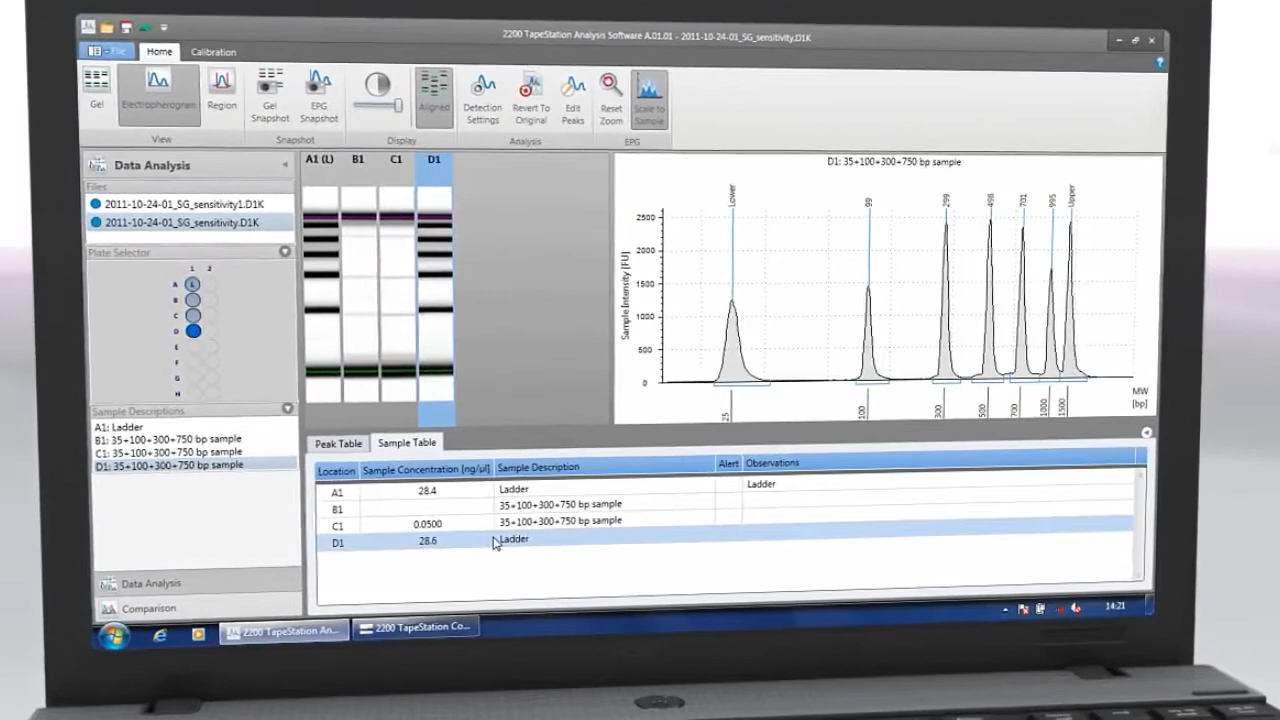 2200 TapeStation Analysis Software A.01.01 - 2011-10-24-01_SG_sensitivity.D1K
File Home Calibration
Gel Electropherogram Region Gel Snapshot EPG Snapshot Aligned Detection Settings Revert To Original Edit Peaks Reset Zoom Scale to Sample
View Snapshot Display Analysis EPG
Data Analysis
Files
2011-10-24-01_SG_sensitivity1.D1K
2011-10-24-01_SG_sensitivity.D1K
Plate Selector
1 2
A L
B
C
D
E
F
G
H
Sample Descriptions
A1: Ladder
B1: 35+100+300+750 bp sample
C1: 35+100+300+750 bp sample
D1: 35+100+300+750 bp sample
Data Analysis
Comparison
A1 (L) B1 C1 D1
D1: 35+100+300+750 bp sample
Lower 99 299 498 701 995 Upper
Sample Intensity [FU]
2500
2000
1500
1000
500
0
25 100 300 500 700 1000 1500
MW
[bp]
Peak Table Sample Table
Location Sample Concentration [ng/µl] Sample Description Alert Observations
A1 28.4 Ladder Ladder
B1 35+100+300+750 bp sample
C1 0.0500 35+100+300+750 bp sample
D1 28.6 Ladder
2200 TapeStation An... 2200 TapeStation Co... 14:21